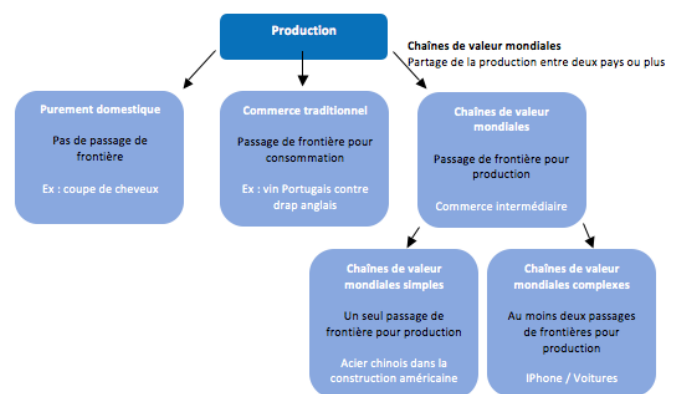 Production
Chaînes de valeur mondiales
Partage de la production entre deux pays ou plus
Purement domestique
Pas de passage de
frontière
Ex : coupe de cheveux
Commerce traditionnel
Passage de frontière pour
consommation
Ex : vin Portugais contre
drap anglais
Chaînes de valeur
mondiales
Passage de frontière pour
production
Commerce intermédiaire
Chaînes de valeur
mondiales simples
Un seul passage de
frontière pour production
Acier chinois dans la
construction américaine
Chaînes de valeur
mondiales complexes
Au moins deux passages
de frontières pour
production
IPhone / Voitures